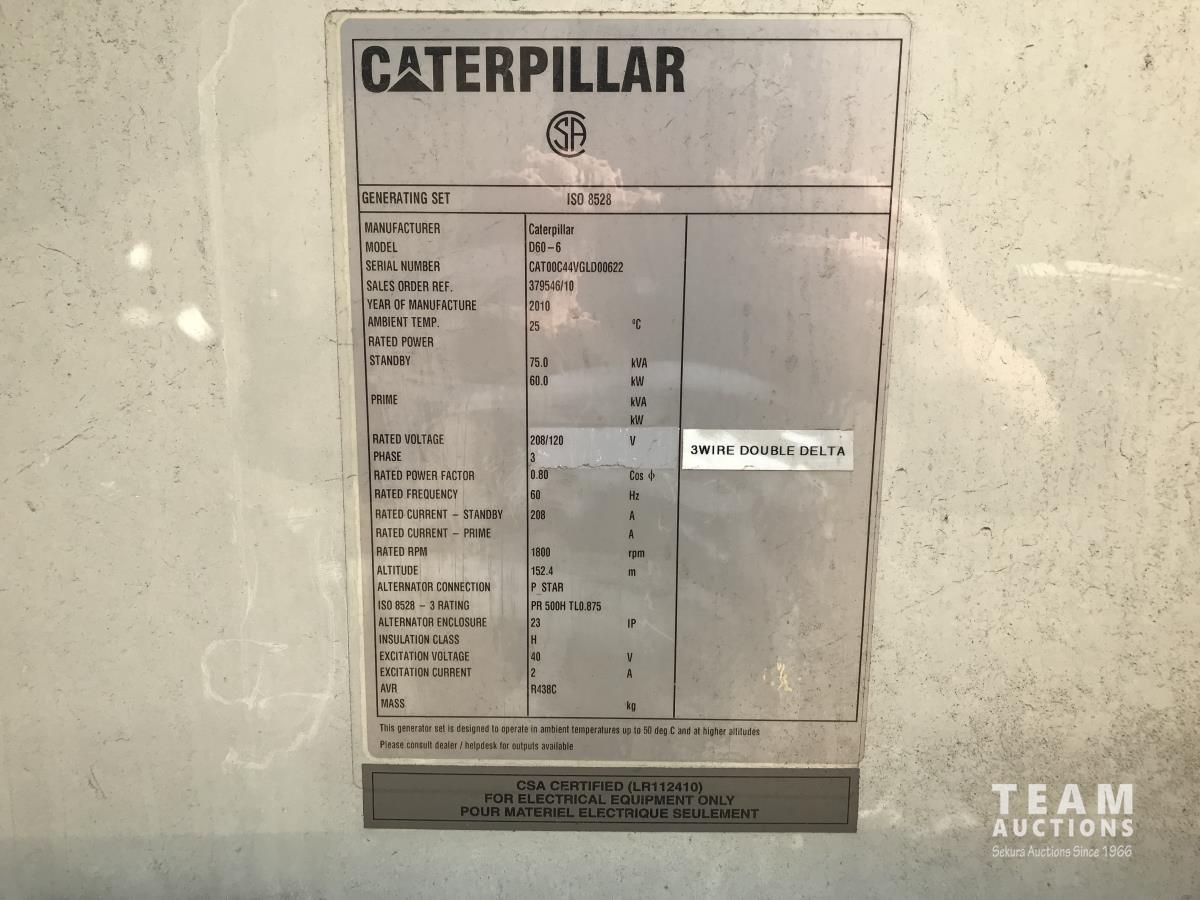 CATERPILLAR
CSA
GENERATING SET ISO 8528
MANUFACTURER Caterpillar
MODEL D60-6
SERIAL NUMBER CAT00C44VGLD00622
SALES ORDER REF. 379546/10
YEAR OF MANUFACTURE 2010
AMBIENT TEMP. 25 °C
RATED POWER
STANDBY 75.0 kVA
60.0 kW
PRIME kVA
kW
RATED VOLTAGE 208/120 V 3WIRE DOUBLE DELTA
PHASE 3
RATED POWER FACTOR 0.80 Cos ϕ
RATED FREQUENCY 60 Hz
RATED CURRENT - STANDBY 208 A
RATED CURRENT - PRIME A
RATED RPM 1800 rpm
ALTITUDE 152.4 m
ALTERNATOR CONNECTION P_STAR
ISO 8528 - 3 RATING PR 500H TL0.875
ALTERNATOR ENCLOSURE 23 IP
INSULATION CLASS H
EXCITATION VOLTAGE 40 V
EXCITATION CURRENT 2 A
AVR R438C
MASS kg
This generator set is designed to operate in ambient temperatures up to 50 deg C and at higher altitudes
Please consult dealer / helpdesk for outputs available
CSA CERTIFIED (LR112410)
FOR ELECTRICAL EQUIPMENT ONLY
POUR MATERIEL ELECTRIQUE SEULEMENT
TEAM
AUCTIONS
Sekura Auctions Since 1966